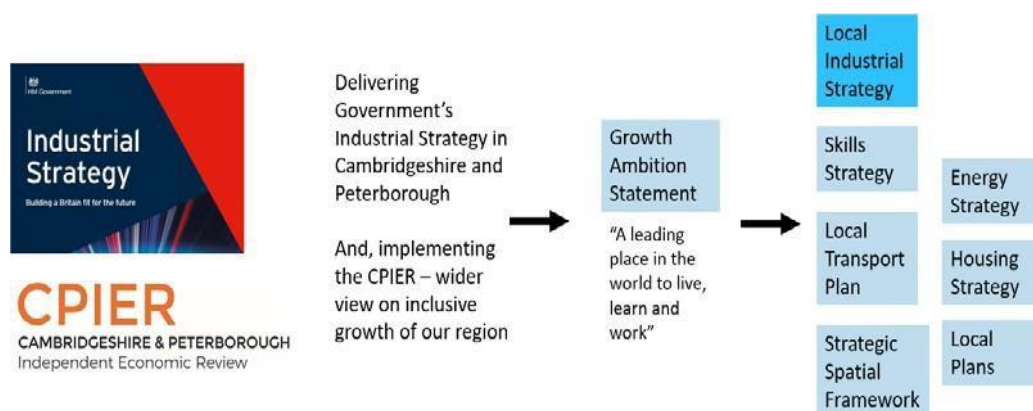 HM Government
Industrial
Strategy
Building a Britain fit for the future
CPIER
CAMBRIDGESHIRE & PETERBOROUGH
Independent Economic Review
Delivering
Government's
Industrial Strategy in
Cambridgeshire and
Peterborough
And, implementing
the CPIER – wider
view on inclusive
growth of our region
Growth
Ambition
Statement
“A leading
place in the
world to live,
learn and
work”
Local
Industrial
Strategy
Skills
Strategy
Local
Transport
Plan
Strategic
Spatial
Framework
Energy
Strategy
Housing
Strategy
Local
Plans